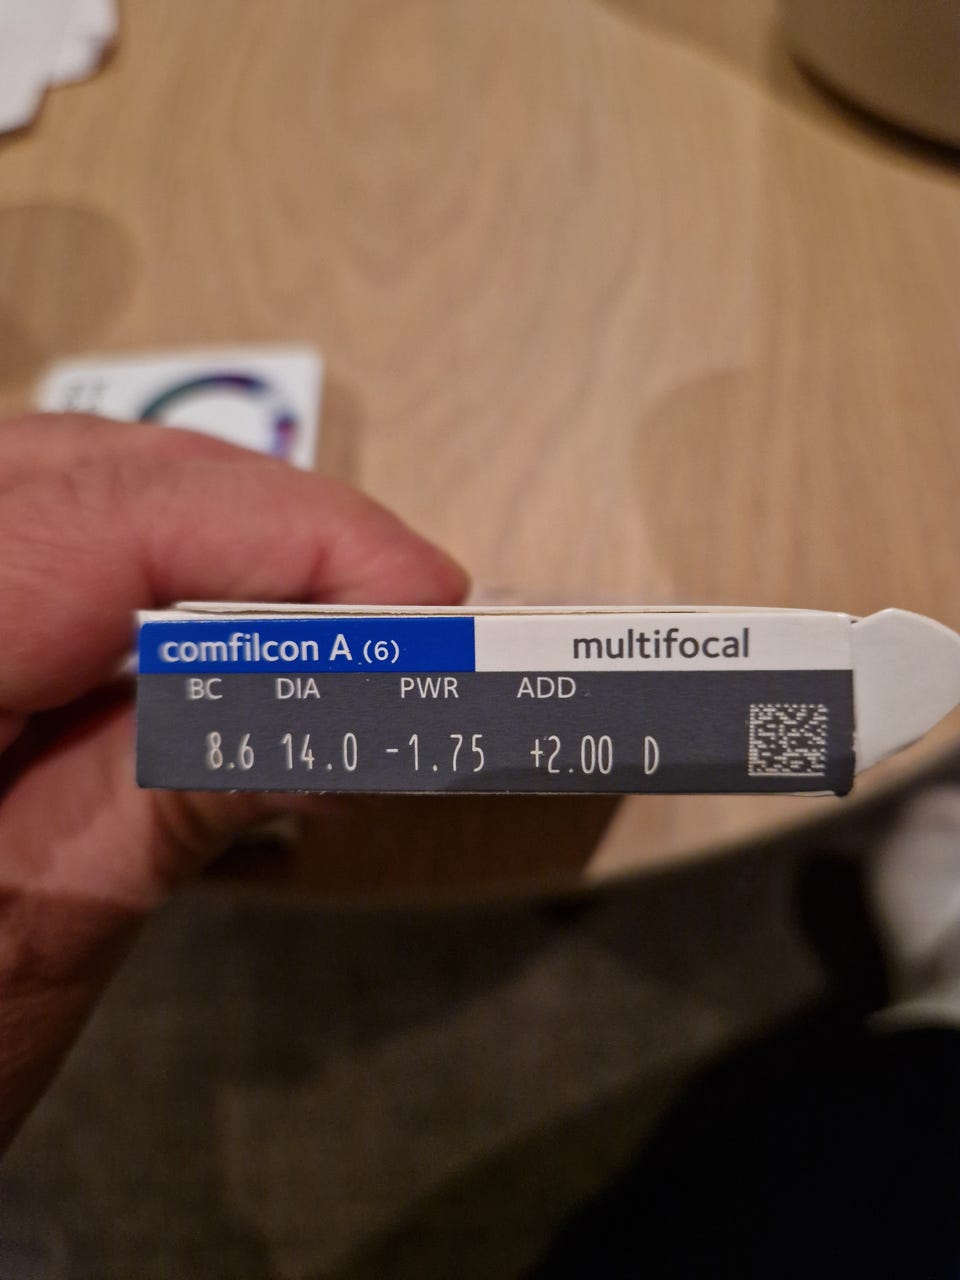 comfilcon A (6) multifocal
BC DIA PWR ADD
8.6 14.0 -1.75 +2.00 D